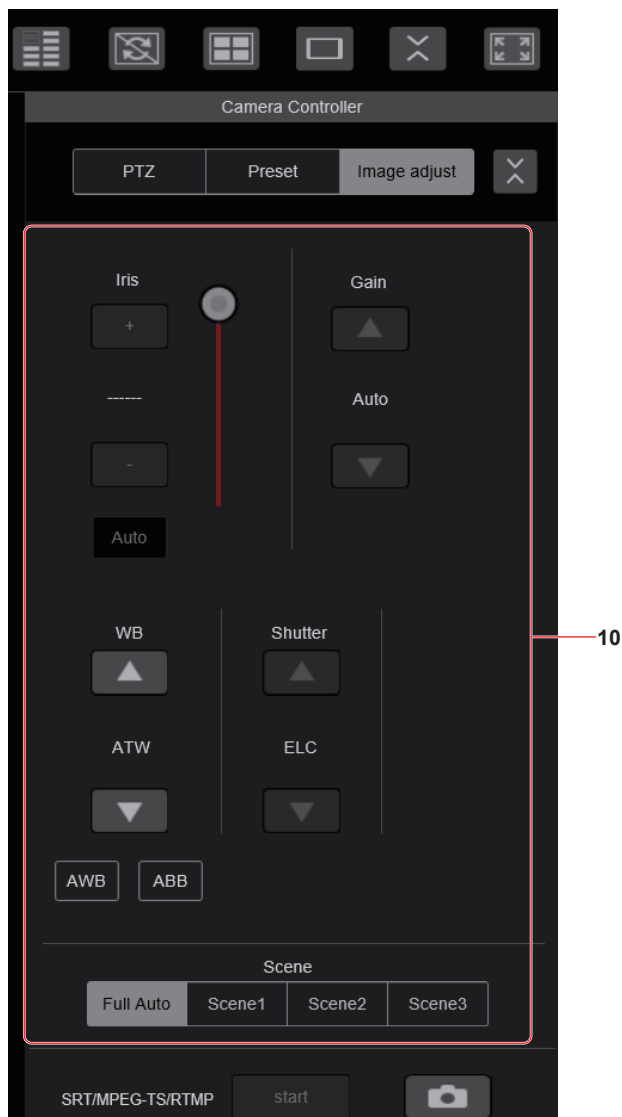 Camera Controller
PTZ Preset Image adjust
Iris Gain
+
------ Auto
-
Auto
10
WB Shutter
ATW ELC
AWB ABB
Scene
Full Auto Scene1 Scene2 Scene3
SRT/MPEG-TS/RTMP start